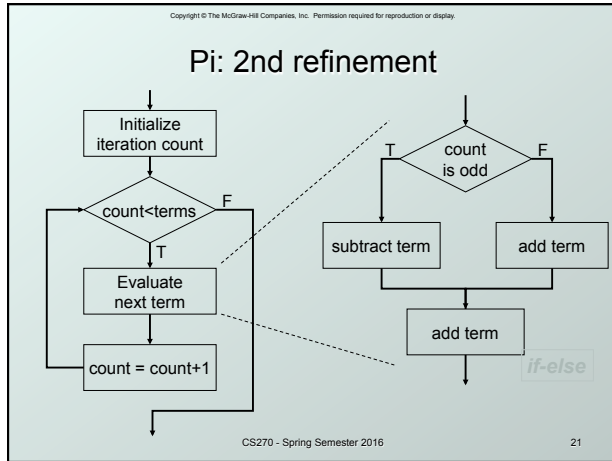 Copyright © The McGraw-Hill Companies, Inc. Permission required for reproduction or display.
Pi: 2nd refinement
Initialize
iteration count
count<terms
F
T
Evaluate
next term
count = count+1
count
is odd
T
F
subtract term
add term
add term
if-else
CS270 - Spring Semester 2016
21